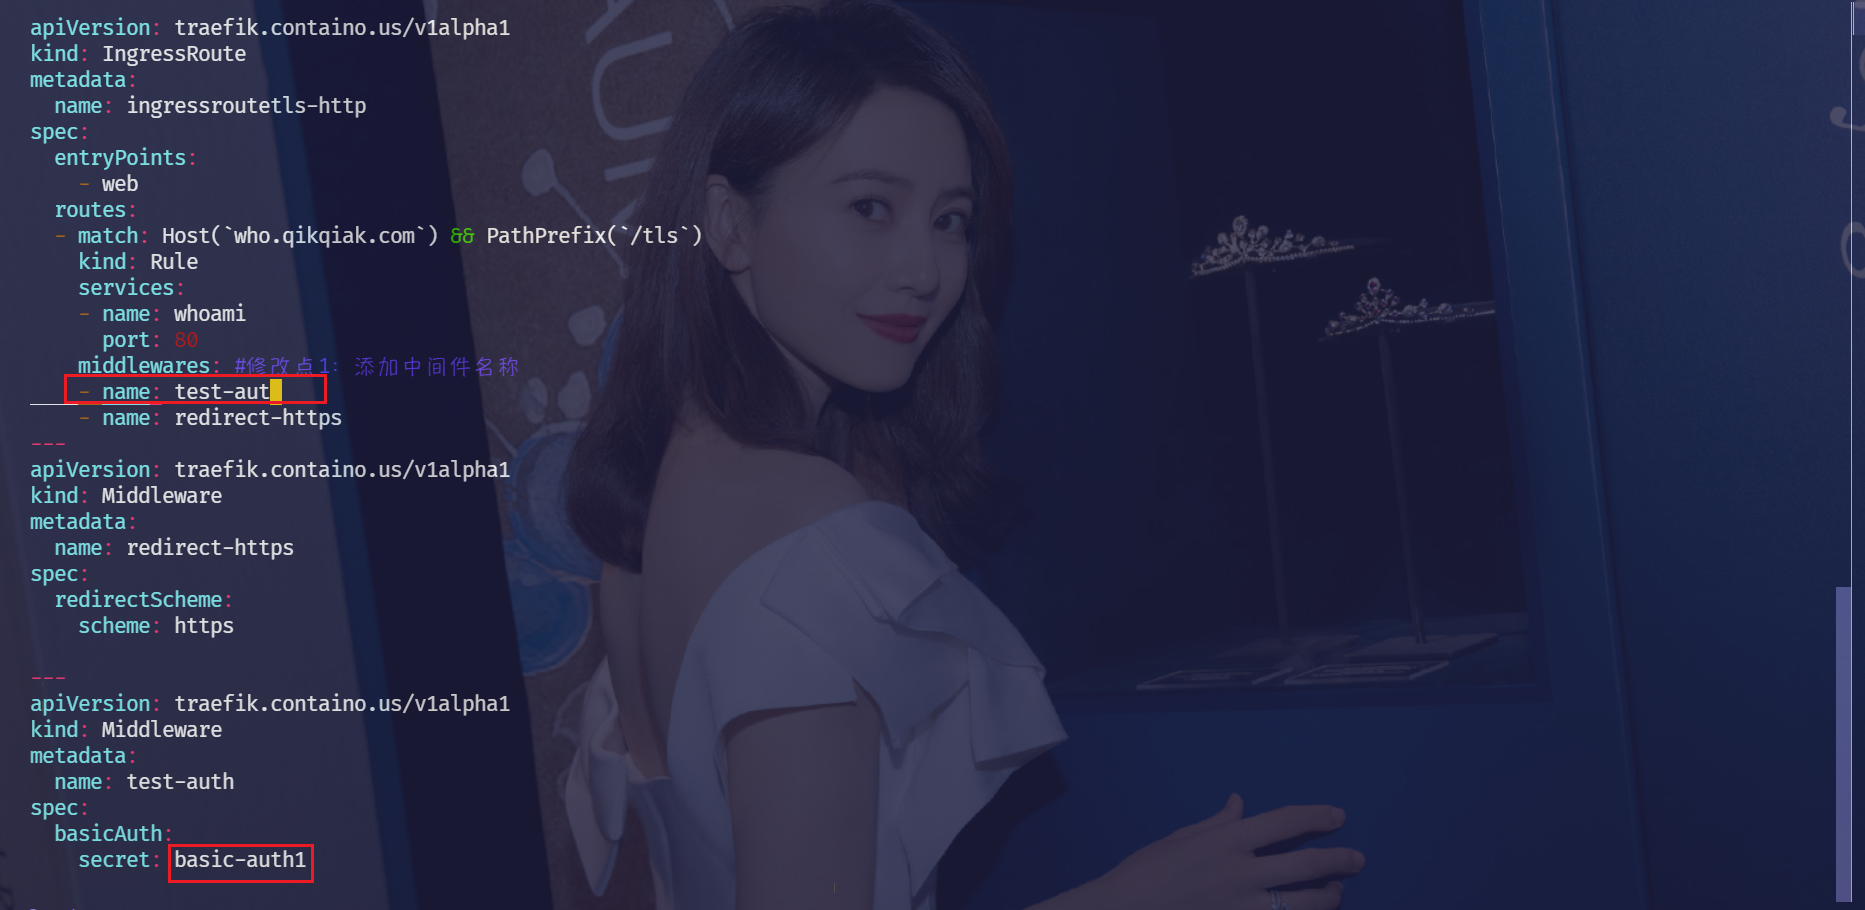 apiVersion: traefik.containo.us/v1alpha1
kind: IngressRoute
metadata:
  name: ingressroutetls-http
spec:
  entryPoints:
    - web
  routes:
  - match: Host(`who.qikqiak.com`) && PathPrefix(`/tls`)
    kind: Rule
    services:
    - name: whoami
      port: 80
    middlewares: #修改点1: 添加中间件名称
    - name: test-aut
    - name: redirect-https
---
apiVersion: traefik.containo.us/v1alpha1
kind: Middleware
metadata:
  name: redirect-https
spec:
  redirectScheme:
    scheme: https
---
apiVersion: traefik.containo.us/v1alpha1
kind: Middleware
metadata:
  name: test-auth
spec:
  basicAuth:
    secret: basic-auth1